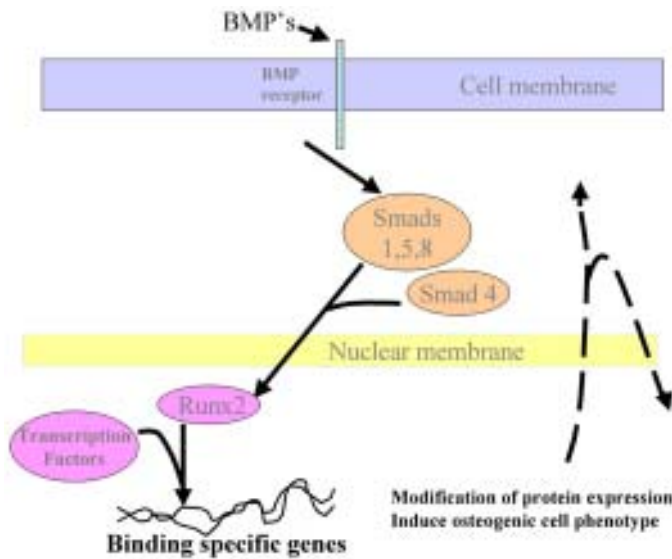 BMP's
BMP
receptor
Cell membrane
Smads
1,5,8
Smad 4
Nuclear membrane
Runx2
Transcription
Factors
Binding specific genes
Modification of protein expression
Induce osteogenic cell phenotype